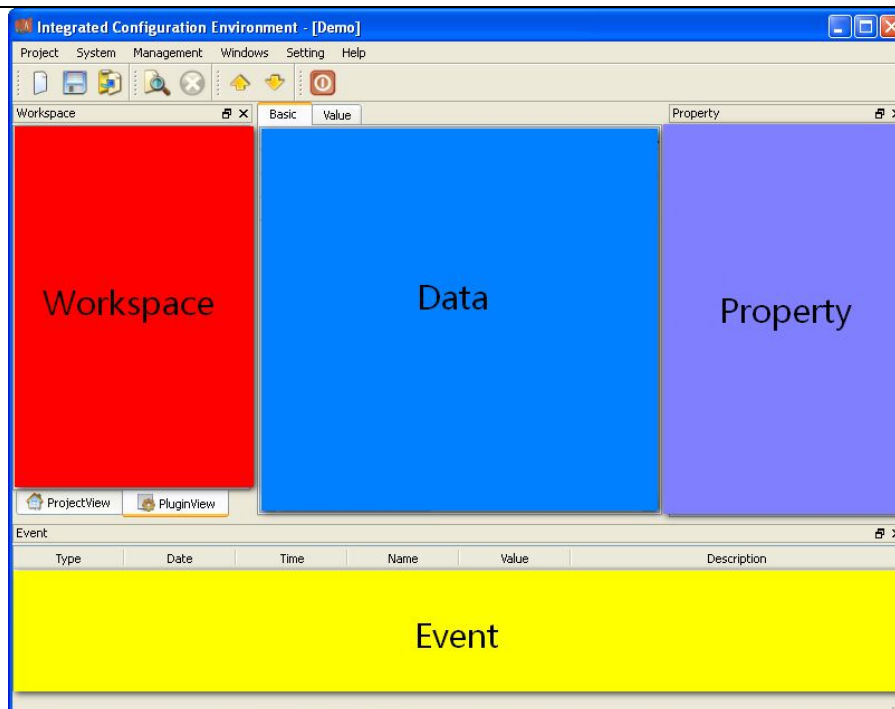 Integrated Configuration Environment - [Demo]
Project System Management Windows Setting Help
Workspace Basic Value Property
Workspace Data Property
ProjectView PluginView
Event
Type Date Time Name Value Description
Event